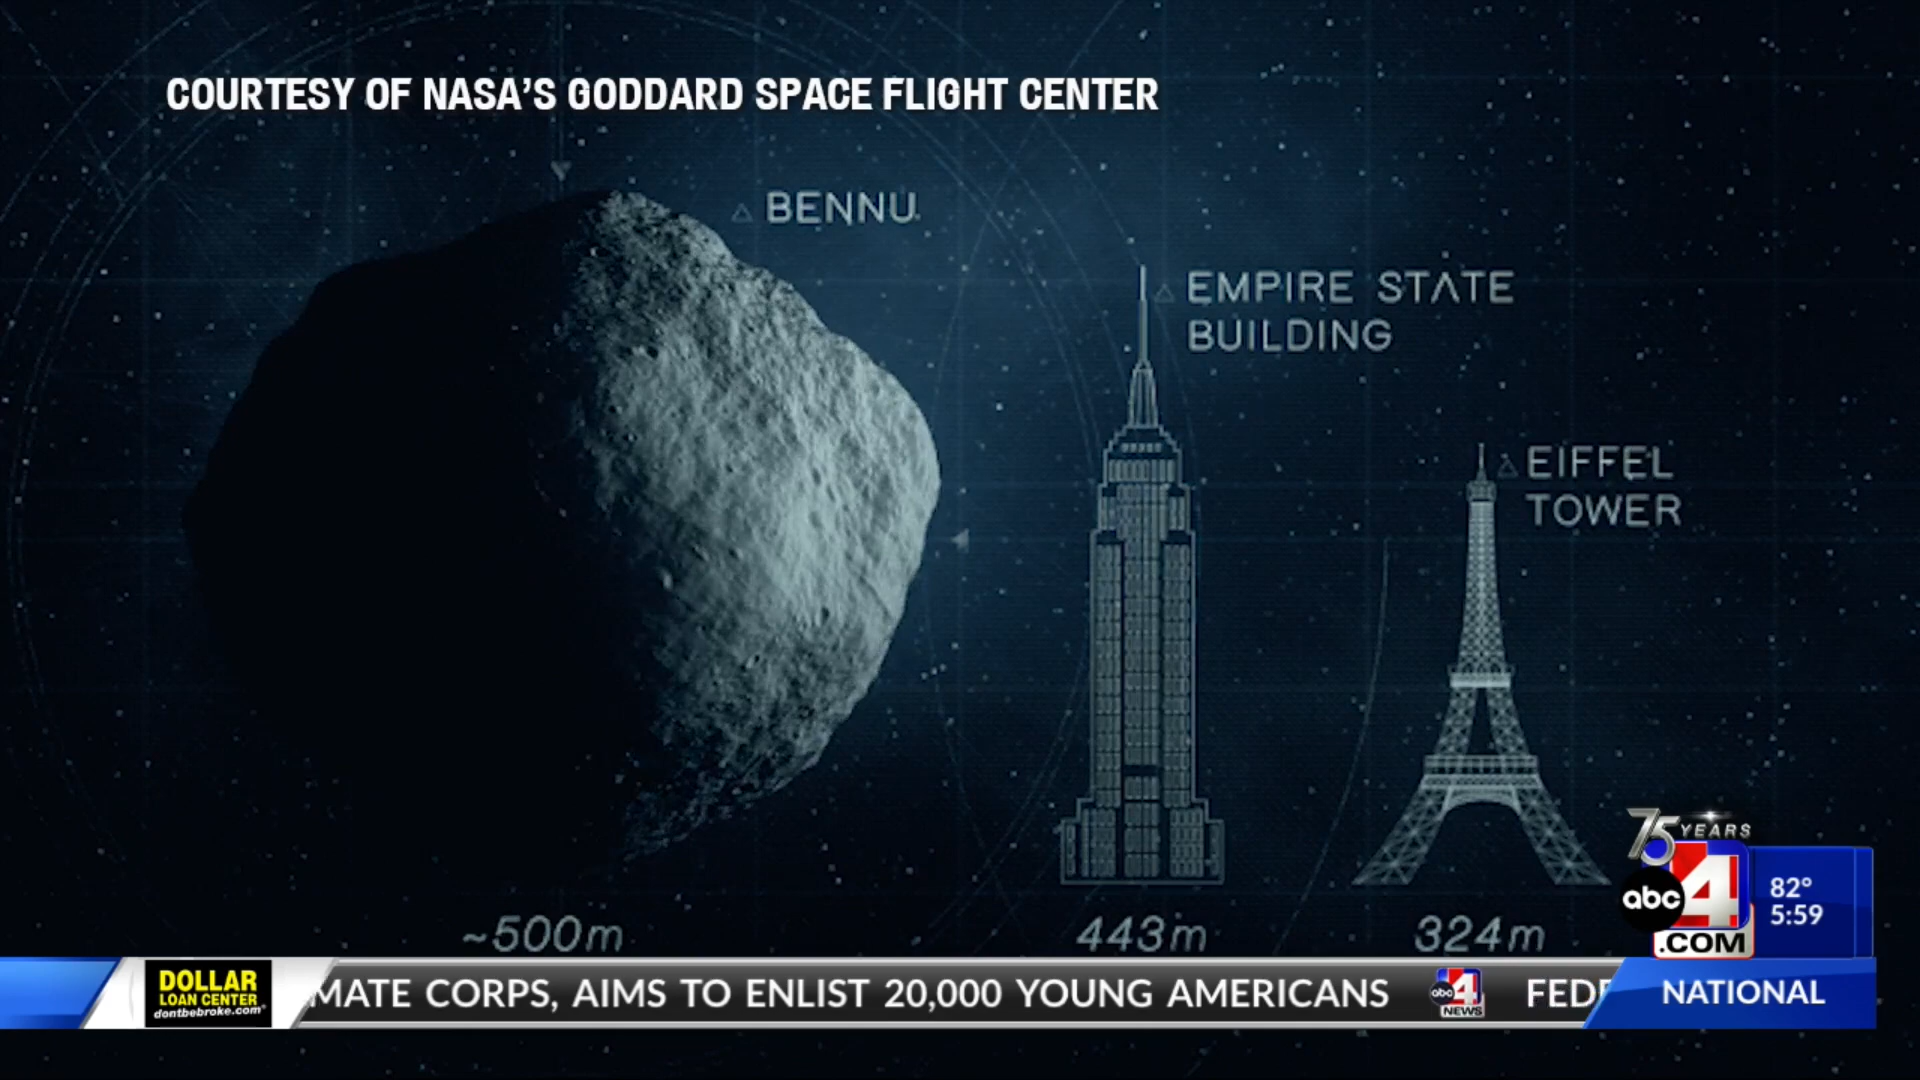 COURTESY OF NASA'S GODDARD SPACE FLIGHT CENTER
BENNU
EMPIRE STATE
BUILDING
EIFFEL
TOWER
~500m
443m
324m
75 YEARS
abc 4
.COM
82°
5:59
DOLLAR
LOAN CENTER
dontbebroke.com
MATE CORPS, AIMS TO ENLIST 20,000 YOUNG AMERICANS
abc 4
NEWS
FED
NATIONAL